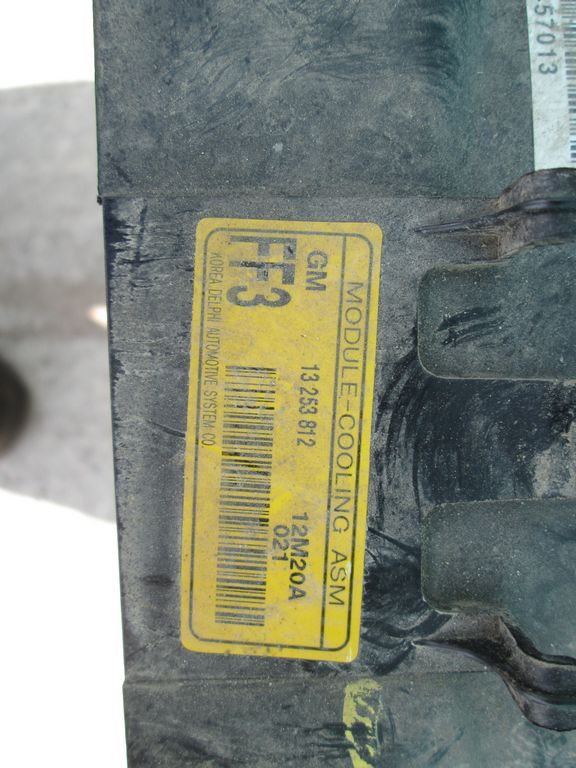 MODULE-COOLING ASM
GM 13 253 812 12M20A
FF3 021
KOREA DELPHI AUTOMOTIVE SYSTEM CO.
57013